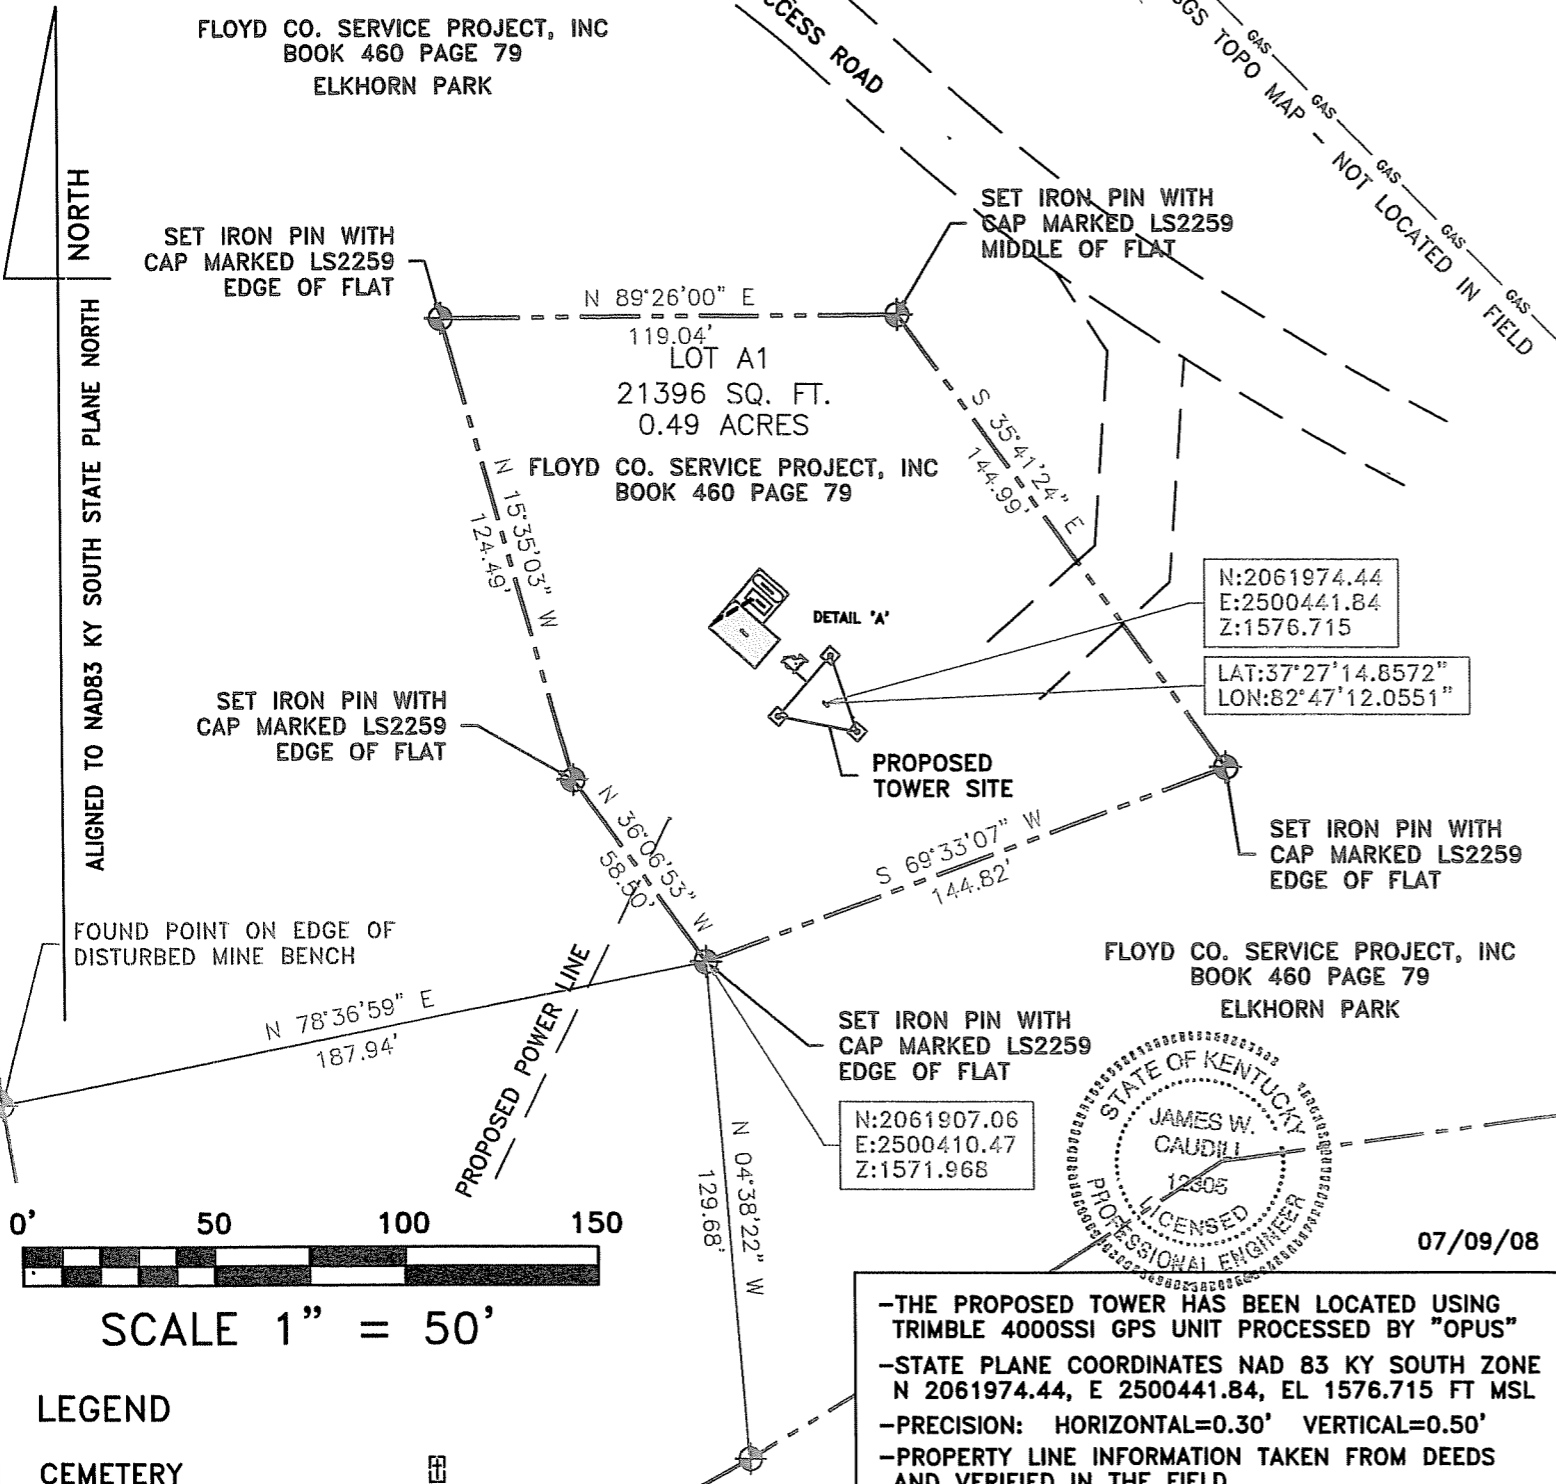 FLOYD CO. SERVICE PROJECT, INC
BOOK 460 PAGE 79
ELKHORN PARK
ROAD
TOPO MAP - NOT LOCATED IN FIELD
GAS
GAS
GAS
GAS
GAS
NORTH
ALIGNED TO NAD83 KY SOUTH STATE PLANE NORTH
SET IRON PIN WITH
CAP MARKED LS2259
EDGE OF FLAT
SET IRON PIN WITH
CAP MARKED LS2259
MIDDLE OF FLAT
N 89°26'00" E
119.04'
LOT A1
21396 SQ. FT.
0.49 ACRES
FLOYD CO. SERVICE PROJECT, INC
BOOK 460 PAGE 79
S 35°41'24" E
144.99'
N 15°35'03" W
124.49'
DETAIL 'A'
N:2061974.44
E:2500441.84
Z:1576.715
LAT:37°27'14.8572"
LON:82°47'12.0551"
SET IRON PIN WITH
CAP MARKED LS2259
EDGE OF FLAT
PROPOSED
TOWER SITE
N 36°06'53" W
58.50'
S 69°33'07" W
144.82'
SET IRON PIN WITH
CAP MARKED LS2259
EDGE OF FLAT
FOUND POINT ON EDGE OF
DISTURBED MINE BENCH
N 78°36'59" E
187.94'
PROPOSED POWER LINE
FLOYD CO. SERVICE PROJECT, INC
BOOK 460 PAGE 79
ELKHORN PARK
SET IRON PIN WITH
CAP MARKED LS2259
EDGE OF FLAT
N:2061907.06
E:2500410.47
Z:1571.968
N 04°38'22" W
129.68'
STATE OF KENTUCKY
JAMES W.
CAUDILL
12305
LICENSED
PROFESSIONAL ENGINEER
07/09/08
0' 50 100 150
SCALE 1" = 50'
LEGEND
CEMETERY
-THE PROPOSED TOWER HAS BEEN LOCATED USING
TRIMBLE 4000SSI GPS UNIT PROCESSED BY "OPUS"
-STATE PLANE COORDINATES NAD 83 KY SOUTH ZONE
N 2061974.44, E 2500441.84, EL 1576.715 FT MSL
-PRECISION: HORIZONTAL=0.30' VERTICAL=0.50'
-PROPERTY LINE INFORMATION TAKEN FROM DEEDS
AND VERIFIED IN THE FIELD